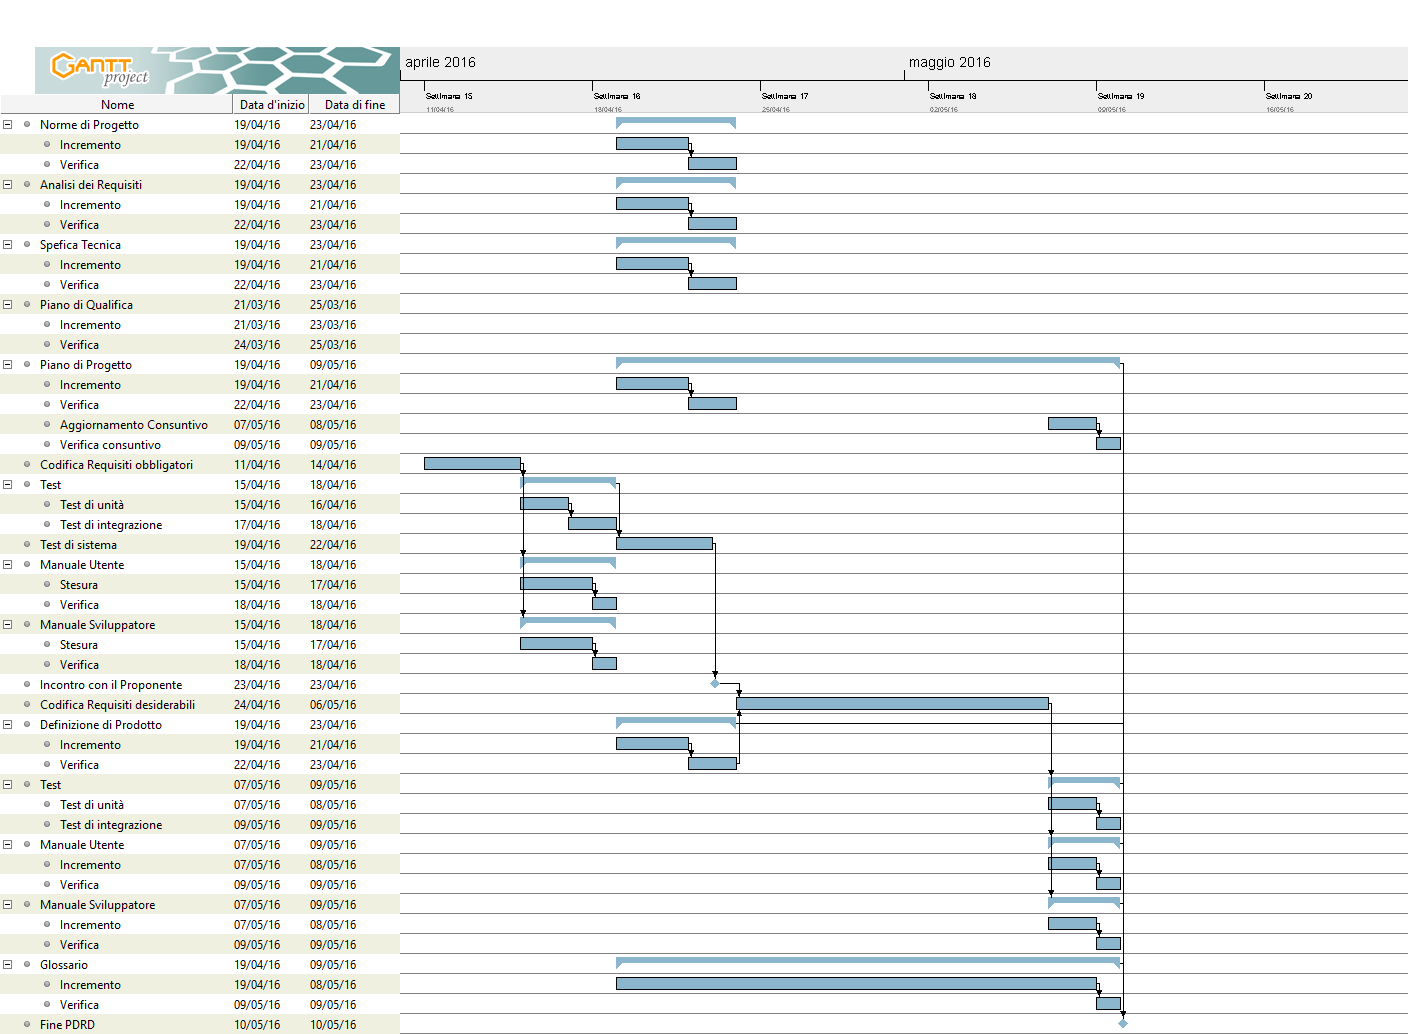 GANTT
project
aprile 2016
maggio 2016
Settimana 15
Settimana 16
Settimana 17
Settimana 18
Settimana 19
Settimana 20
11/04/16
18/04/16
25/04/16
02/05/16
09/05/16
16/05/16
Nome Data d'inizio Data di fine
Norme di Progetto 19/04/16 23/04/16
Incremento 19/04/16 21/04/16
Verifica 22/04/16 23/04/16
Analisi dei Requisiti 19/04/16 23/04/16
Incremento 19/04/16 21/04/16
Verifica 22/04/16 23/04/16
Spefica Tecnica 19/04/16 23/04/16
Incremento 19/04/16 21/04/16
Verifica 22/04/16 23/04/16
Piano di Qualifica 21/03/16 25/03/16
Incremento 21/03/16 23/03/16
Verifica 24/03/16 25/03/16
Piano di Progetto 19/04/16 09/05/16
Incremento 19/04/16 21/04/16
Verifica 22/04/16 23/04/16
Aggiornamento Consuntivo 07/05/16 08/05/16
Verifica consuntivo 09/05/16 09/05/16
Codifica Requisiti obbligatori 11/04/16 14/04/16
Test 15/04/16 18/04/16
Test di unità 15/04/16 16/04/16
Test di integrazione 17/04/16 18/04/16
Test di sistema 19/04/16 22/04/16
Manuale Utente 15/04/16 18/04/16
Stesura 15/04/16 17/04/16
Verifica 18/04/16 18/04/16
Manuale Sviluppatore 15/04/16 18/04/16
Stesura 15/04/16 17/04/16
Verifica 18/04/16 18/04/16
Incontro con il Proponente 23/04/16 23/04/16
Codifica Requisiti desiderabili 24/04/16 06/05/16
Definizione di Prodotto 19/04/16 23/04/16
Incremento 19/04/16 21/04/16
Verifica 22/04/16 23/04/16
Test 07/05/16 09/05/16
Test di unità 07/05/16 08/05/16
Test di integrazione 09/05/16 09/05/16
Manuale Utente 07/05/16 09/05/16
Incremento 07/05/16 08/05/16
Verifica 09/05/16 09/05/16
Manuale Sviluppatore 07/05/16 09/05/16
Incremento 07/05/16 08/05/16
Verifica 09/05/16 09/05/16
Glossario 19/04/16 09/05/16
Incremento 19/04/16 08/05/16
Verifica 09/05/16 09/05/16
Fine PDRD 10/05/16 10/05/16